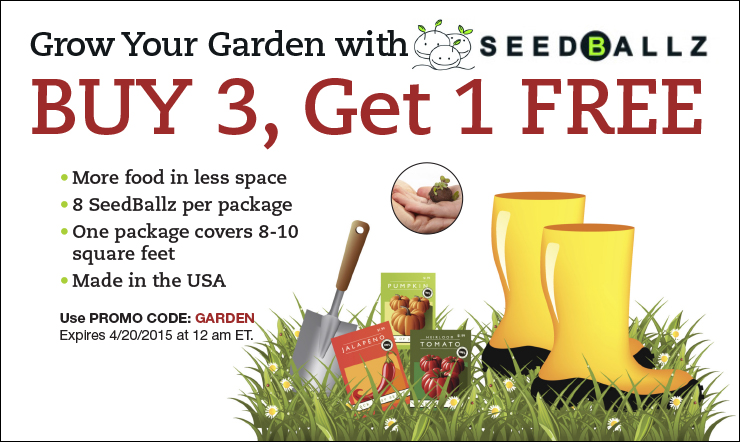 Grow Your Garden with SEEDBALLZ
BUY 3, Get 1 FREE
• More food in less space
• 8 SeedBallz per package
• One package covers 8-10
square feet
• Made in the USA
Use PROMO CODE: GARDEN
Expires 4/20/2015 at 12 am ET.
PUMPKIN
JALAPEÑO
HEIRLOOM
TOMATO